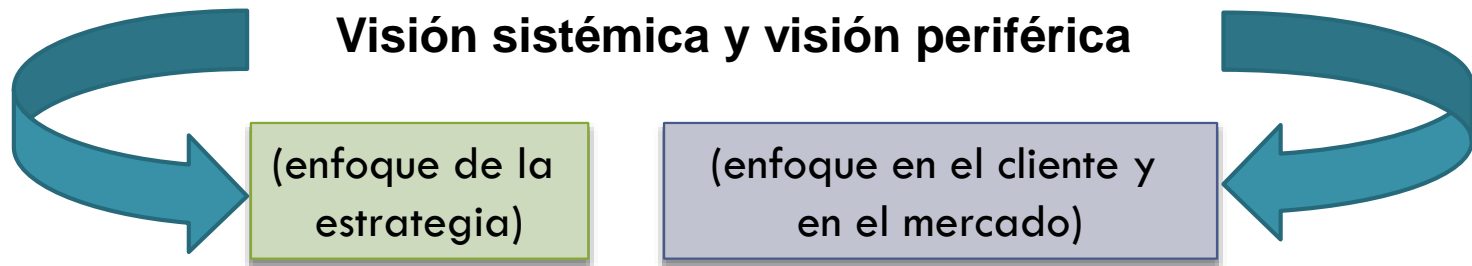 Visión sistémica y visión periférica
(enfoque de la
estrategia)
(enfoque en el cliente y
en el mercado)